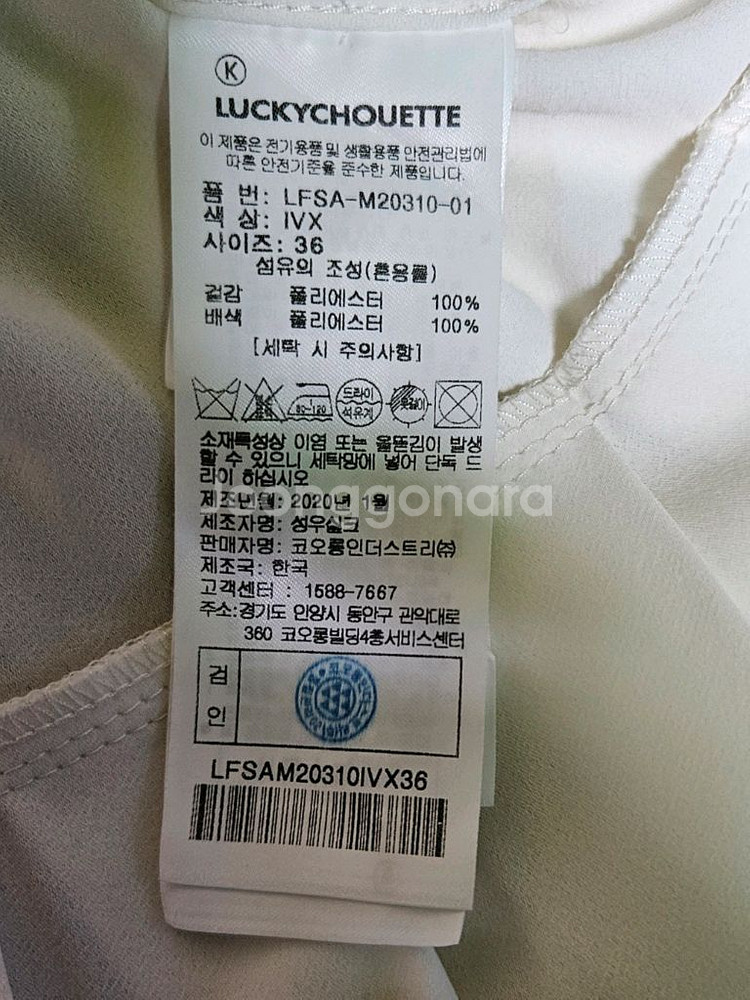 K
LUCKYCHOUETTE
이 제품은 전기용품 및 생활용품 안전관리법에
따른 안전기준을 준수한 제품입니다.
품 번: LFSA-M20310-01
색 상: IVX
사이즈: 36
섬유의 조성(혼용률)
겉감 폴리에스터 100%
배색 폴리에스터 100%
[세탁 시 주의사항]
80~120
드라이
석유계
옷걸이
소재특성상 이염 또는 올뜯김이 발생
할 수 있으니 세탁망에 넣어 단독 드
라이 하십시오
제조년월: 2020년 1월
제조자명: 성우실크
판매자명: 코오롱인더스트리㈜
제조국: 한국
고객센터 : 1588-7667
주소:경기도 안양시 동안구 관악대로
360 코오롱빌딩4층서비스센터
검
인
LFSAM20310IVX36
joonggonara